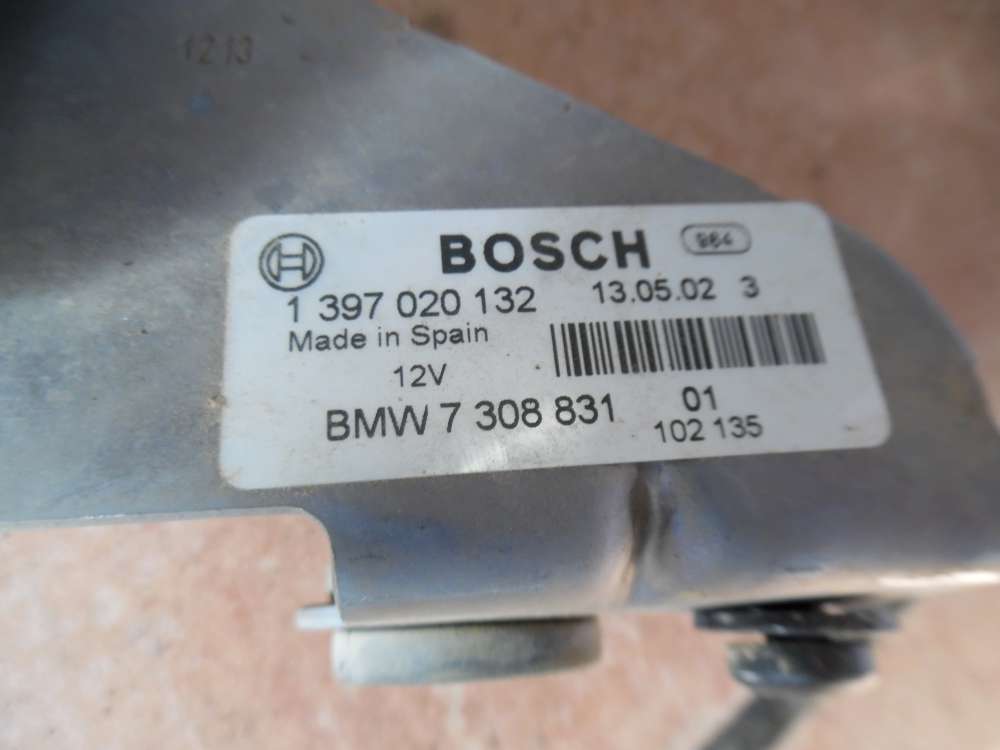 1213
BOSCH 984
1 397 020 132 13.05.02 3
Made in Spain
12V
BMW 7 308 831 01
102 135